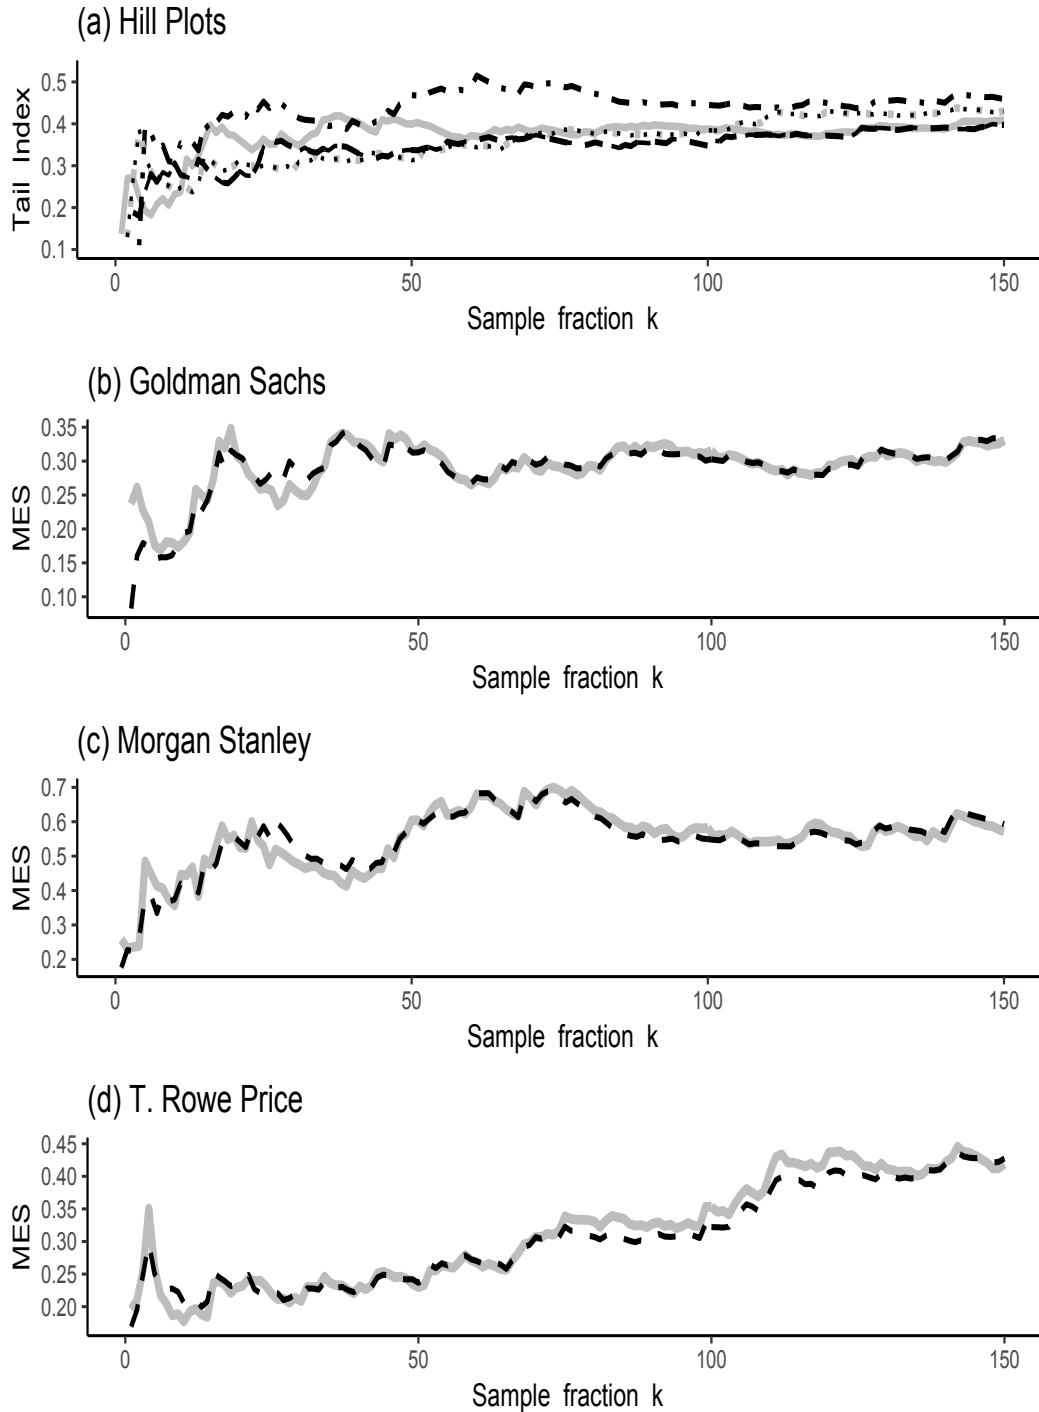 (a) Hill Plots
0.5
0.4
0.3
0.2
0.1
Tail Index
0 50 100 150
Sample fraction k
(b) Goldman Sachs
0.35
0.30
0.25
0.20
0.15
0.10
MES
0 50 100 150
Sample fraction k
(c) Morgan Stanley
0.7
0.6
0.5
0.4
0.3
0.2
MES
0 50 100 150
Sample fraction k
(d) T. Rowe Price
0.45
0.40
0.35
0.30
0.25
0.20
MES
0 50 100 150
Sample fraction k